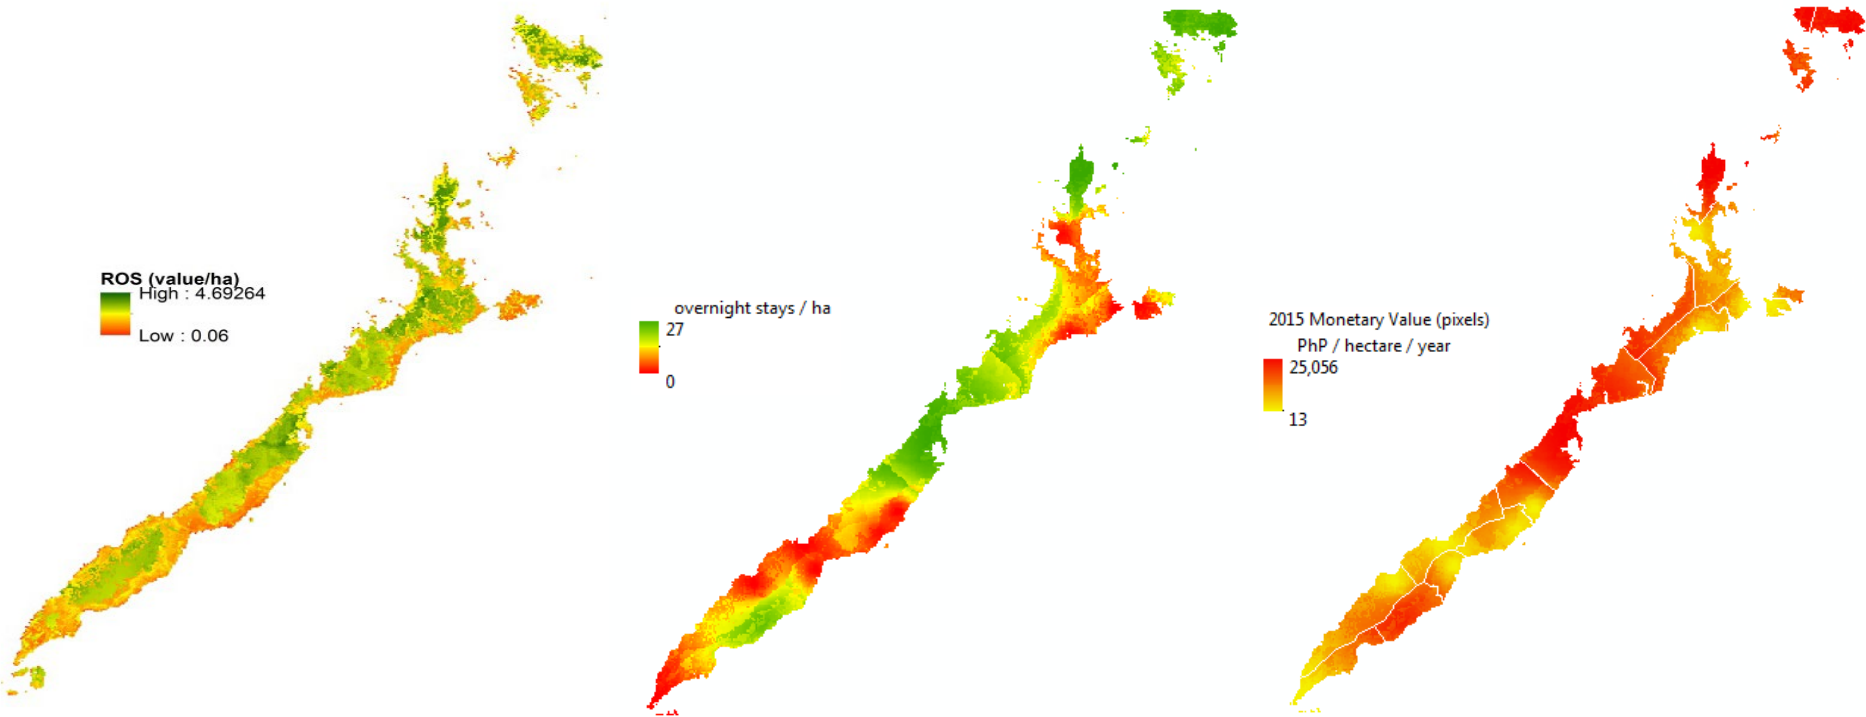 ROS (value/ha)
High : 4.69264
Low : 0.06
overnight stays / ha
27
0
2015 Monetary Value (pixels)
PhP / hectare / year
25,056
13